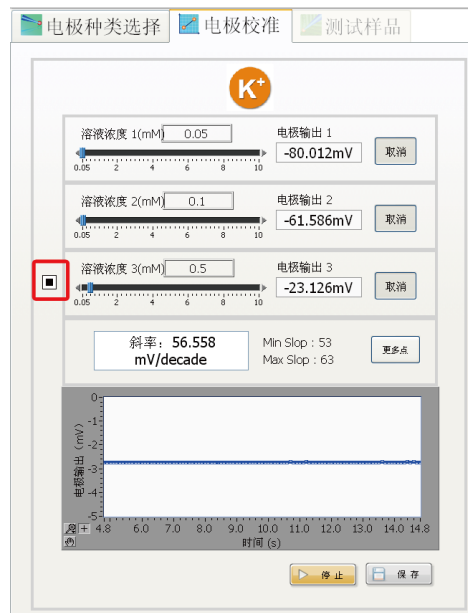 电极种类选择 电极校准 测试样品
K+
溶液浓度 1(mM) 0.05 电极输出 1
-80.012mV 取消
0.05 2 4 6 8 10
溶液浓度 2(mM) 0.1 电极输出 2
-61.586mV 取消
0.05 2 4 6 8 10
溶液浓度 3(mM) 0.5 电极输出 3
-23.126mV 取消
0.05 2 4 6 8 10
斜率：56.558 Min Slop : 53
mV/decade Max Slop : 63
更多点
电极输出（mV）
0
-1
-2
-3
-4
-5
4.8 6.0 7.0 8.0 9.0 10.0 11.0 12.0 13.0 14.0 14.8
时间 (s)
停 止 保 存